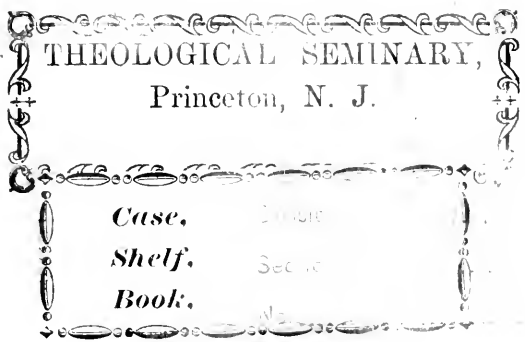 THEOLOGICAL SEMINARY,
Princeton, N. J.
Case.
Shelf.
Book.